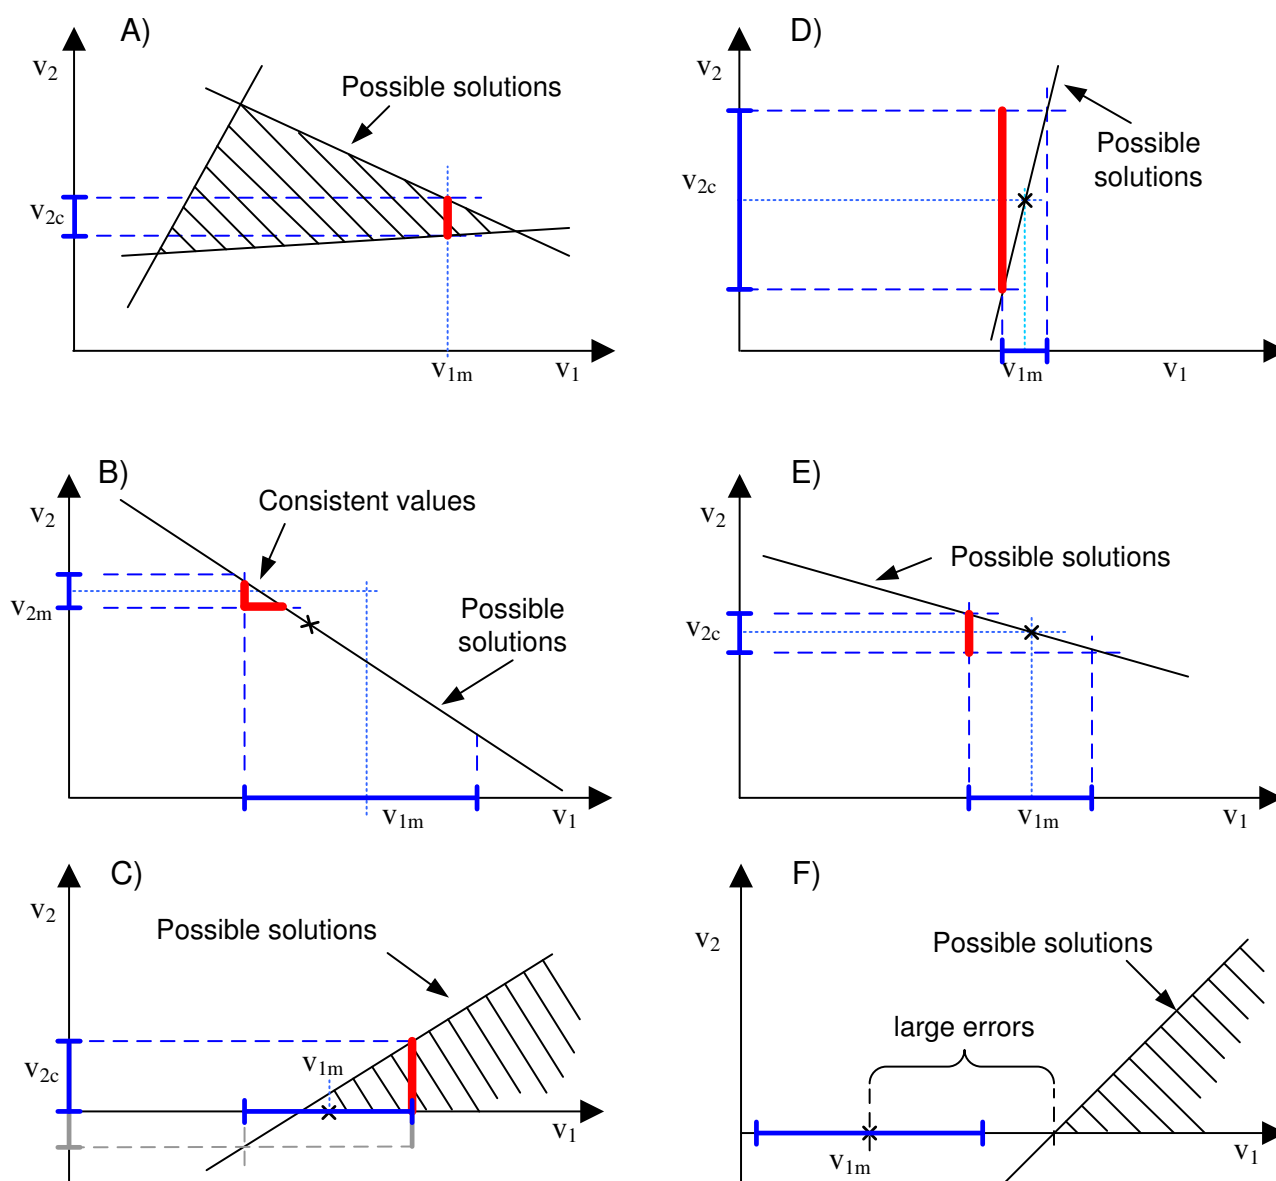 A)
v2
Possible solutions
v2c
v1m
v1
D)
v2
Possible
solutions
v2c
v1m
v1
B)
v2
Consistent values
v2m
Possible
solutions
v1m
v1
E)
v2
Possible solutions
v2c
v1m
v1
C)
v2
Possible solutions
v1m
v2c
v1
F)
v2
Possible solutions
large errors
v1m
v1